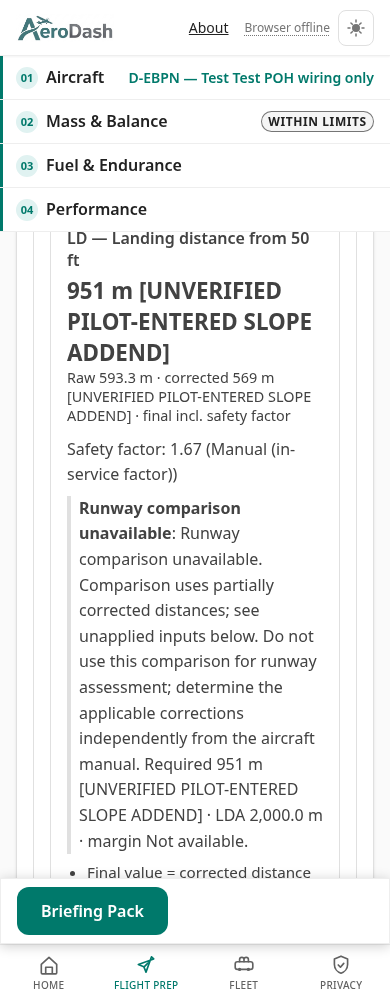 AeroDash
About
Browser offline
01 Aircraft D-EBPN — Test Test POH wiring only
02 Mass & Balance WITHIN LIMITS
03 Fuel & Endurance
04 Performance
LD — Landing distance from 50
ft
951 m [UNVERIFIED
PILOT-ENTERED SLOPE
ADDEND]
Raw 593.3 m · corrected 569 m
[UNVERIFIED PILOT-ENTERED SLOPE
ADDEND] · final incl. safety factor
Safety factor: 1.67 (Manual (in-
service factor))
Runway comparison
unavailable: Runway
comparison unavailable.
Comparison uses partially
corrected distances; see
unapplied inputs below. Do not
use this comparison for runway
assessment; determine the
applicable corrections
independently from the aircraft
manual. Required 951 m
[UNVERIFIED PILOT-ENTERED
SLOPE ADDEND] · LDA 2,000.0 m
· margin Not available.
• Final value = corrected distance
Briefing Pack
HOME
FLIGHT PREP
FLEET
PRIVACY